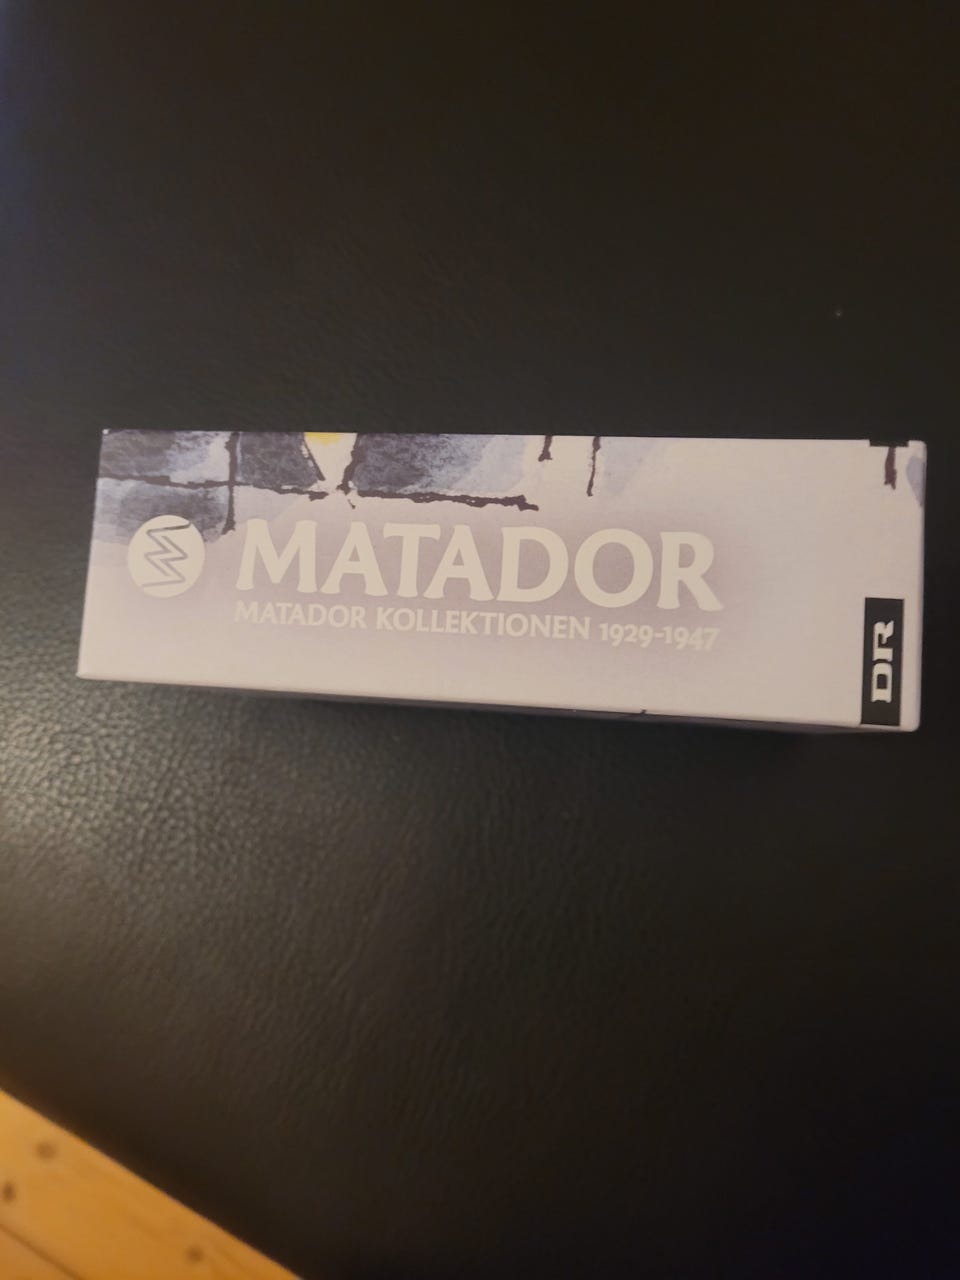 MATADOR
MATADOR KOLLEKTIONEN 1929-1947
DR